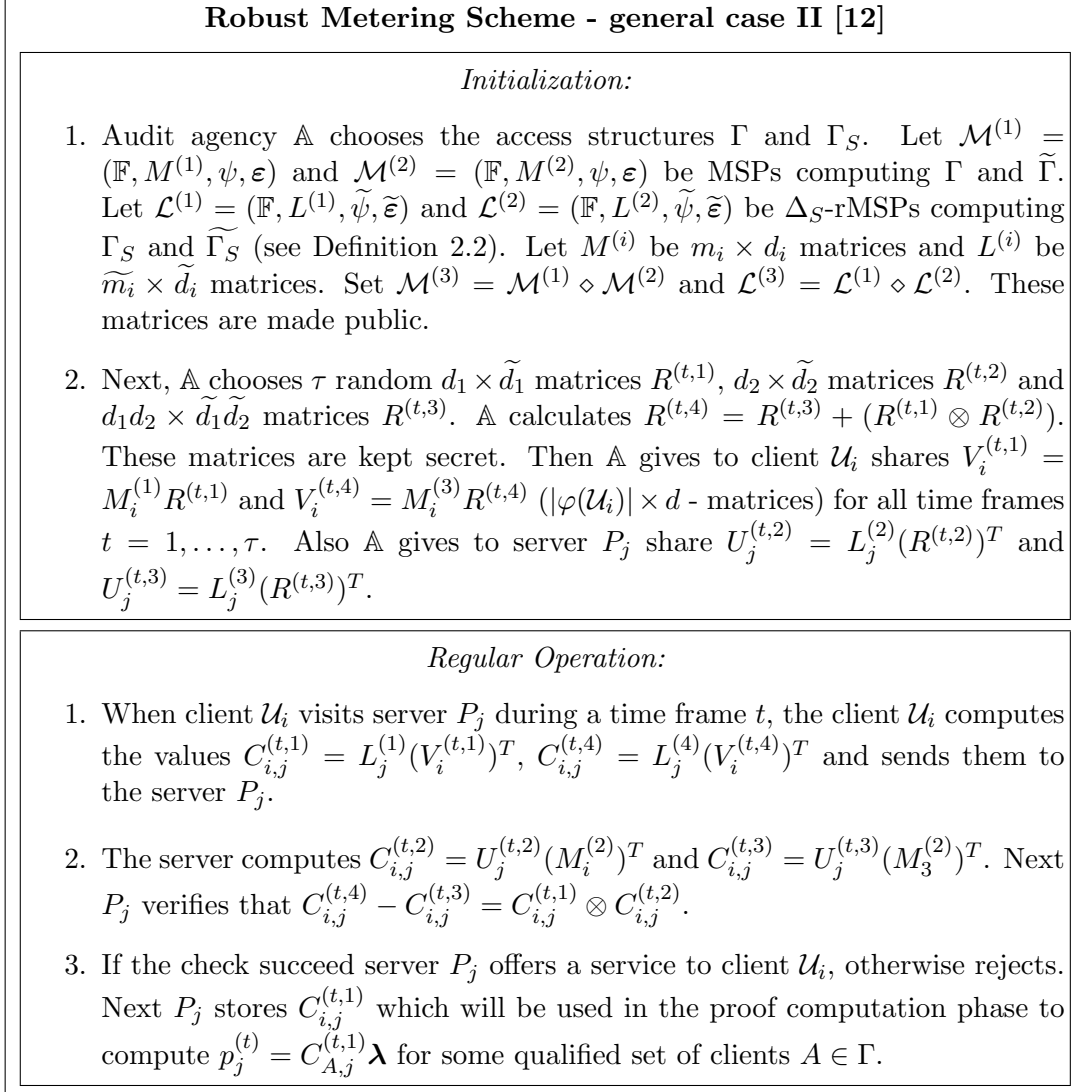 Robust Metering Scheme - general case II [12]
Initialization:
1. Audit agency 𝔸 chooses the access structures Γ and Γ_S. Let ℳ^(1) =
(𝔽, M^(1), ψ, ε) and ℳ^(2) = (𝔽, M^(2), ψ, ε) be MSPs computing Γ and Γ̃.
Let ℒ^(1) = (𝔽, L^(1), ψ̃, ε̃) and ℒ^(2) = (𝔽, L^(2), ψ̃, ε̃) be Δ_S-rMSPs computing
Γ_S and Γ̃_S (see Definition 2.2). Let M^(i) be m_i × d_i matrices and L^(i) be
m̃_i × d̃_i matrices. Set ℳ^(3) = ℳ^(1) ⋄ ℳ^(2) and ℒ^(3) = ℒ^(1) ⋄ ℒ^(2). These
matrices are made public.
2. Next, 𝔸 chooses τ random d_1 × d̃_1 matrices R^(t,1), d_2 × d̃_2 matrices R^(t,2) and
d_1d_2 × d̃_1d̃_2 matrices R^(t,3). 𝔸 calculates R^(t,4) = R^(t,3) + (R^(t,1) ⊗ R^(t,2)).
These matrices are kept secret. Then 𝔸 gives to client 𝒰_i shares V_i^(t,1) =
M_i^(1)R^(t,1) and V_i^(t,4) = M_i^(3)R^(t,4) (|φ(𝒰_i)| × d - matrices) for all time frames
t = 1, . . . , τ. Also 𝔸 gives to server P_j share U_j^(t,2) = L_j^(2)(R^(t,2))^T and
U_j^(t,3) = L_j^(3)(R^(t,3))^T.
Regular Operation:
1. When client 𝒰_i visits server P_j during a time frame t, the client 𝒰_i computes
the values C_{i,j}^(t,1) = L_j^(1)(V_i^(t,1))^T, C_{i,j}^(t,4) = L_j^(4)(V_i^(t,4))^T and sends them to
the server P_j.
2. The server computes C_{i,j}^(t,2) = U_j^(t,2)(M_i^(2))^T and C_{i,j}^(t,3) = U_j^(t,3)(M_3^(2))^T. Next
P_j verifies that C_{i,j}^(t,4) − C_{i,j}^(t,3) = C_{i,j}^(t,1) ⊗ C_{i,j}^(t,2).
3. If the check succeed server P_j offers a service to client 𝒰_i, otherwise rejects.
Next P_j stores C_{i,j}^(t,1) which will be used in the proof computation phase to
compute p_j^(t) = C_{A,j}^(t,1)λ for some qualified set of clients A ∈ Γ.